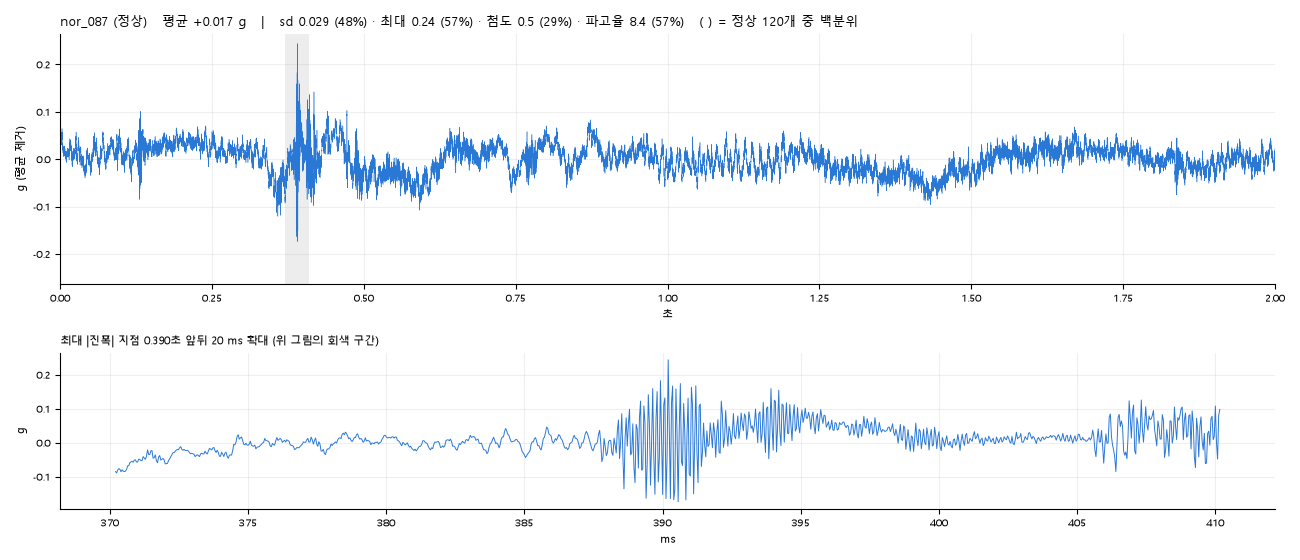 nor_087 (정상) 평균 +0.017 g | sd 0.029 (48%) · 최대 0.24 (57%) · 첨도 0.5 (29%) · 파고율 8.4 (57%) ( ) = 정상 120개 중 백분위
g (평균 제거)
0.2
0.1
0.0
-0.1
-0.2
0.00 0.25 0.50 0.75 1.00 1.25 1.50 1.75 2.00
초
최대 |진폭| 지점 0.390초 앞뒤 20 ms 확대 (위 그림의 회색 구간)
g
0.2
0.1
0.0
-0.1
370 375 380 385 390 395 400 405 410
ms